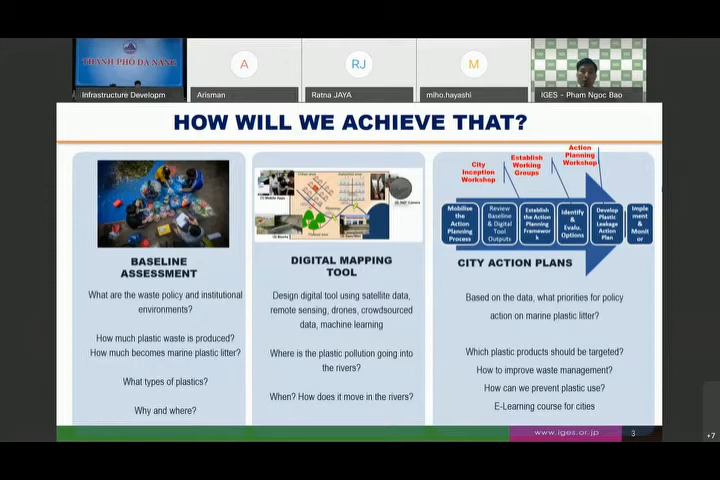 THÀNH PHỐ ĐÀ NẴNG
Infrastructure Developm
A
Arisman
RJ
Ratna JAYA
M
miho.hayashi
IGES - Pham Ngoc Bao
HOW WILL WE ACHIEVE THAT?
BASELINE
ASSESSMENT
What are the waste policy and institutional
environments?
How much plastic waste is produced?
How much becomes marine plastic litter?
What types of plastics?
Why and where?
DIGITAL MAPPING
TOOL
Design digital tool using satellite data,
remote sensing, drones, crowdsourced
data, machine learning
Where is the plastic pollution going into
the rivers?
When? How does it move in the rivers?
City
Inception
Workshop
Establish
Working
Groups
Action
Planning
Workshop
Mobilise
the
Action
Planning
Process
Review
Baseline
& Digital
Tool
Outputs
Establish
the Action
Planning
Framewor
k
Identify
&
Evalu.
Options
Develop
Plastic
Leakage
Action
Plan
Imple
ment
&
Monit
or
CITY ACTION PLANS
Based on the data, what priorities for policy
action on marine plastic litter?
Which plastic products should be targeted?
How to improve waste management?
How can we prevent plastic use?
E-Learning course for cities
www.iges.or.jp
3
+7